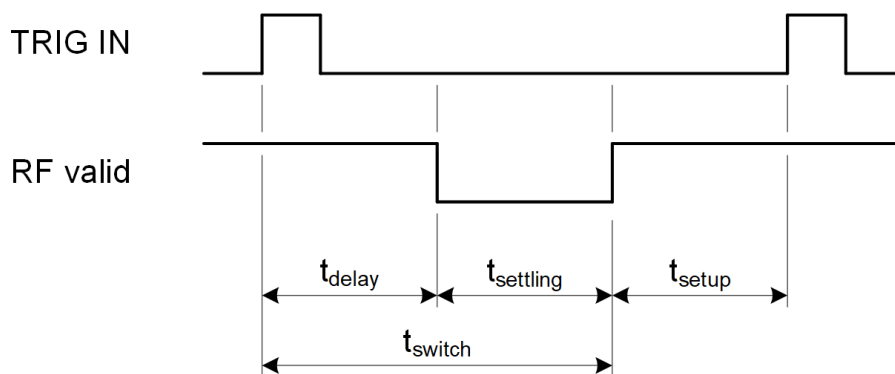 TRIG IN
RF valid
tdelay
tsettling
tsetup
tswitch